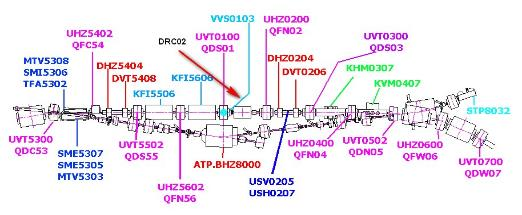 VVS0103
UHZ0200
QFN02
DRC02
UHZ5402
QFC54
UVT0100
QDS01
UVT0300
QDS03
MTV5308
SMI5306
TFA5302
DHZ5404
DVT5408
DHZ0204
DVT0206
KFI5606
KFI5506
KHM0307
KVM0407
STP8032
UVT5300
QDC53
SME5307
SME5305
MTV5303
UVT5502
QDS55
UHZ5602
QFN56
ATP.BHZ8000
USV0205
USH0207
UHZ0400
QFN04
UVT0502
QDN05
UHZ0600
QFW06
UVT0700
QDW07